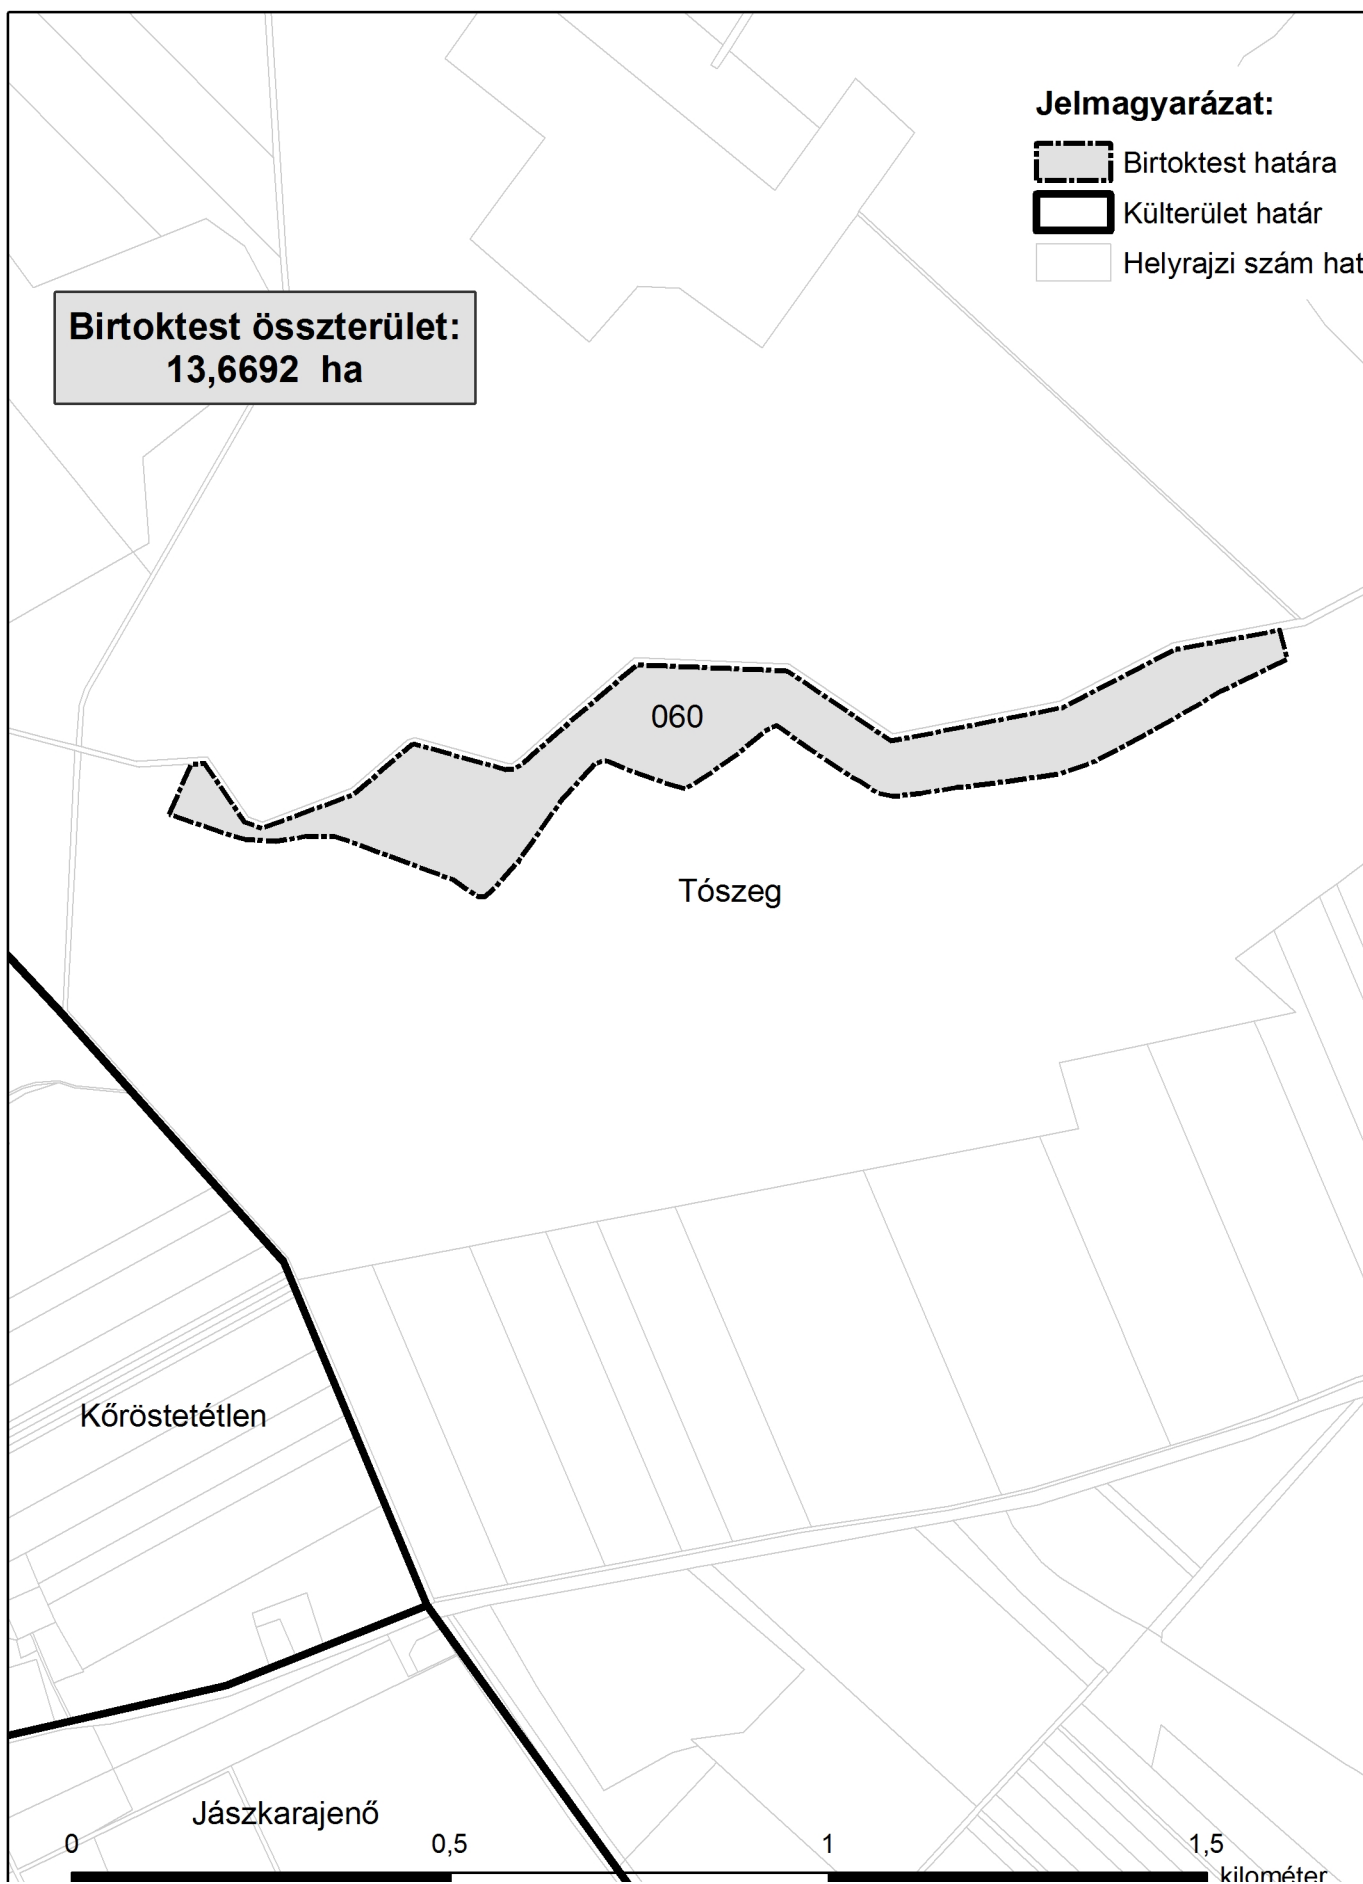 Jelmagyarázat:
Birtoktest határa
Külterület határ
Helyrajzi szám hat
Birtoktest összterület:
13,6692 ha
060
Tószeg
Kőröstetétlen
Jászkarajenő
0 0,5 1 1,5
kilométer